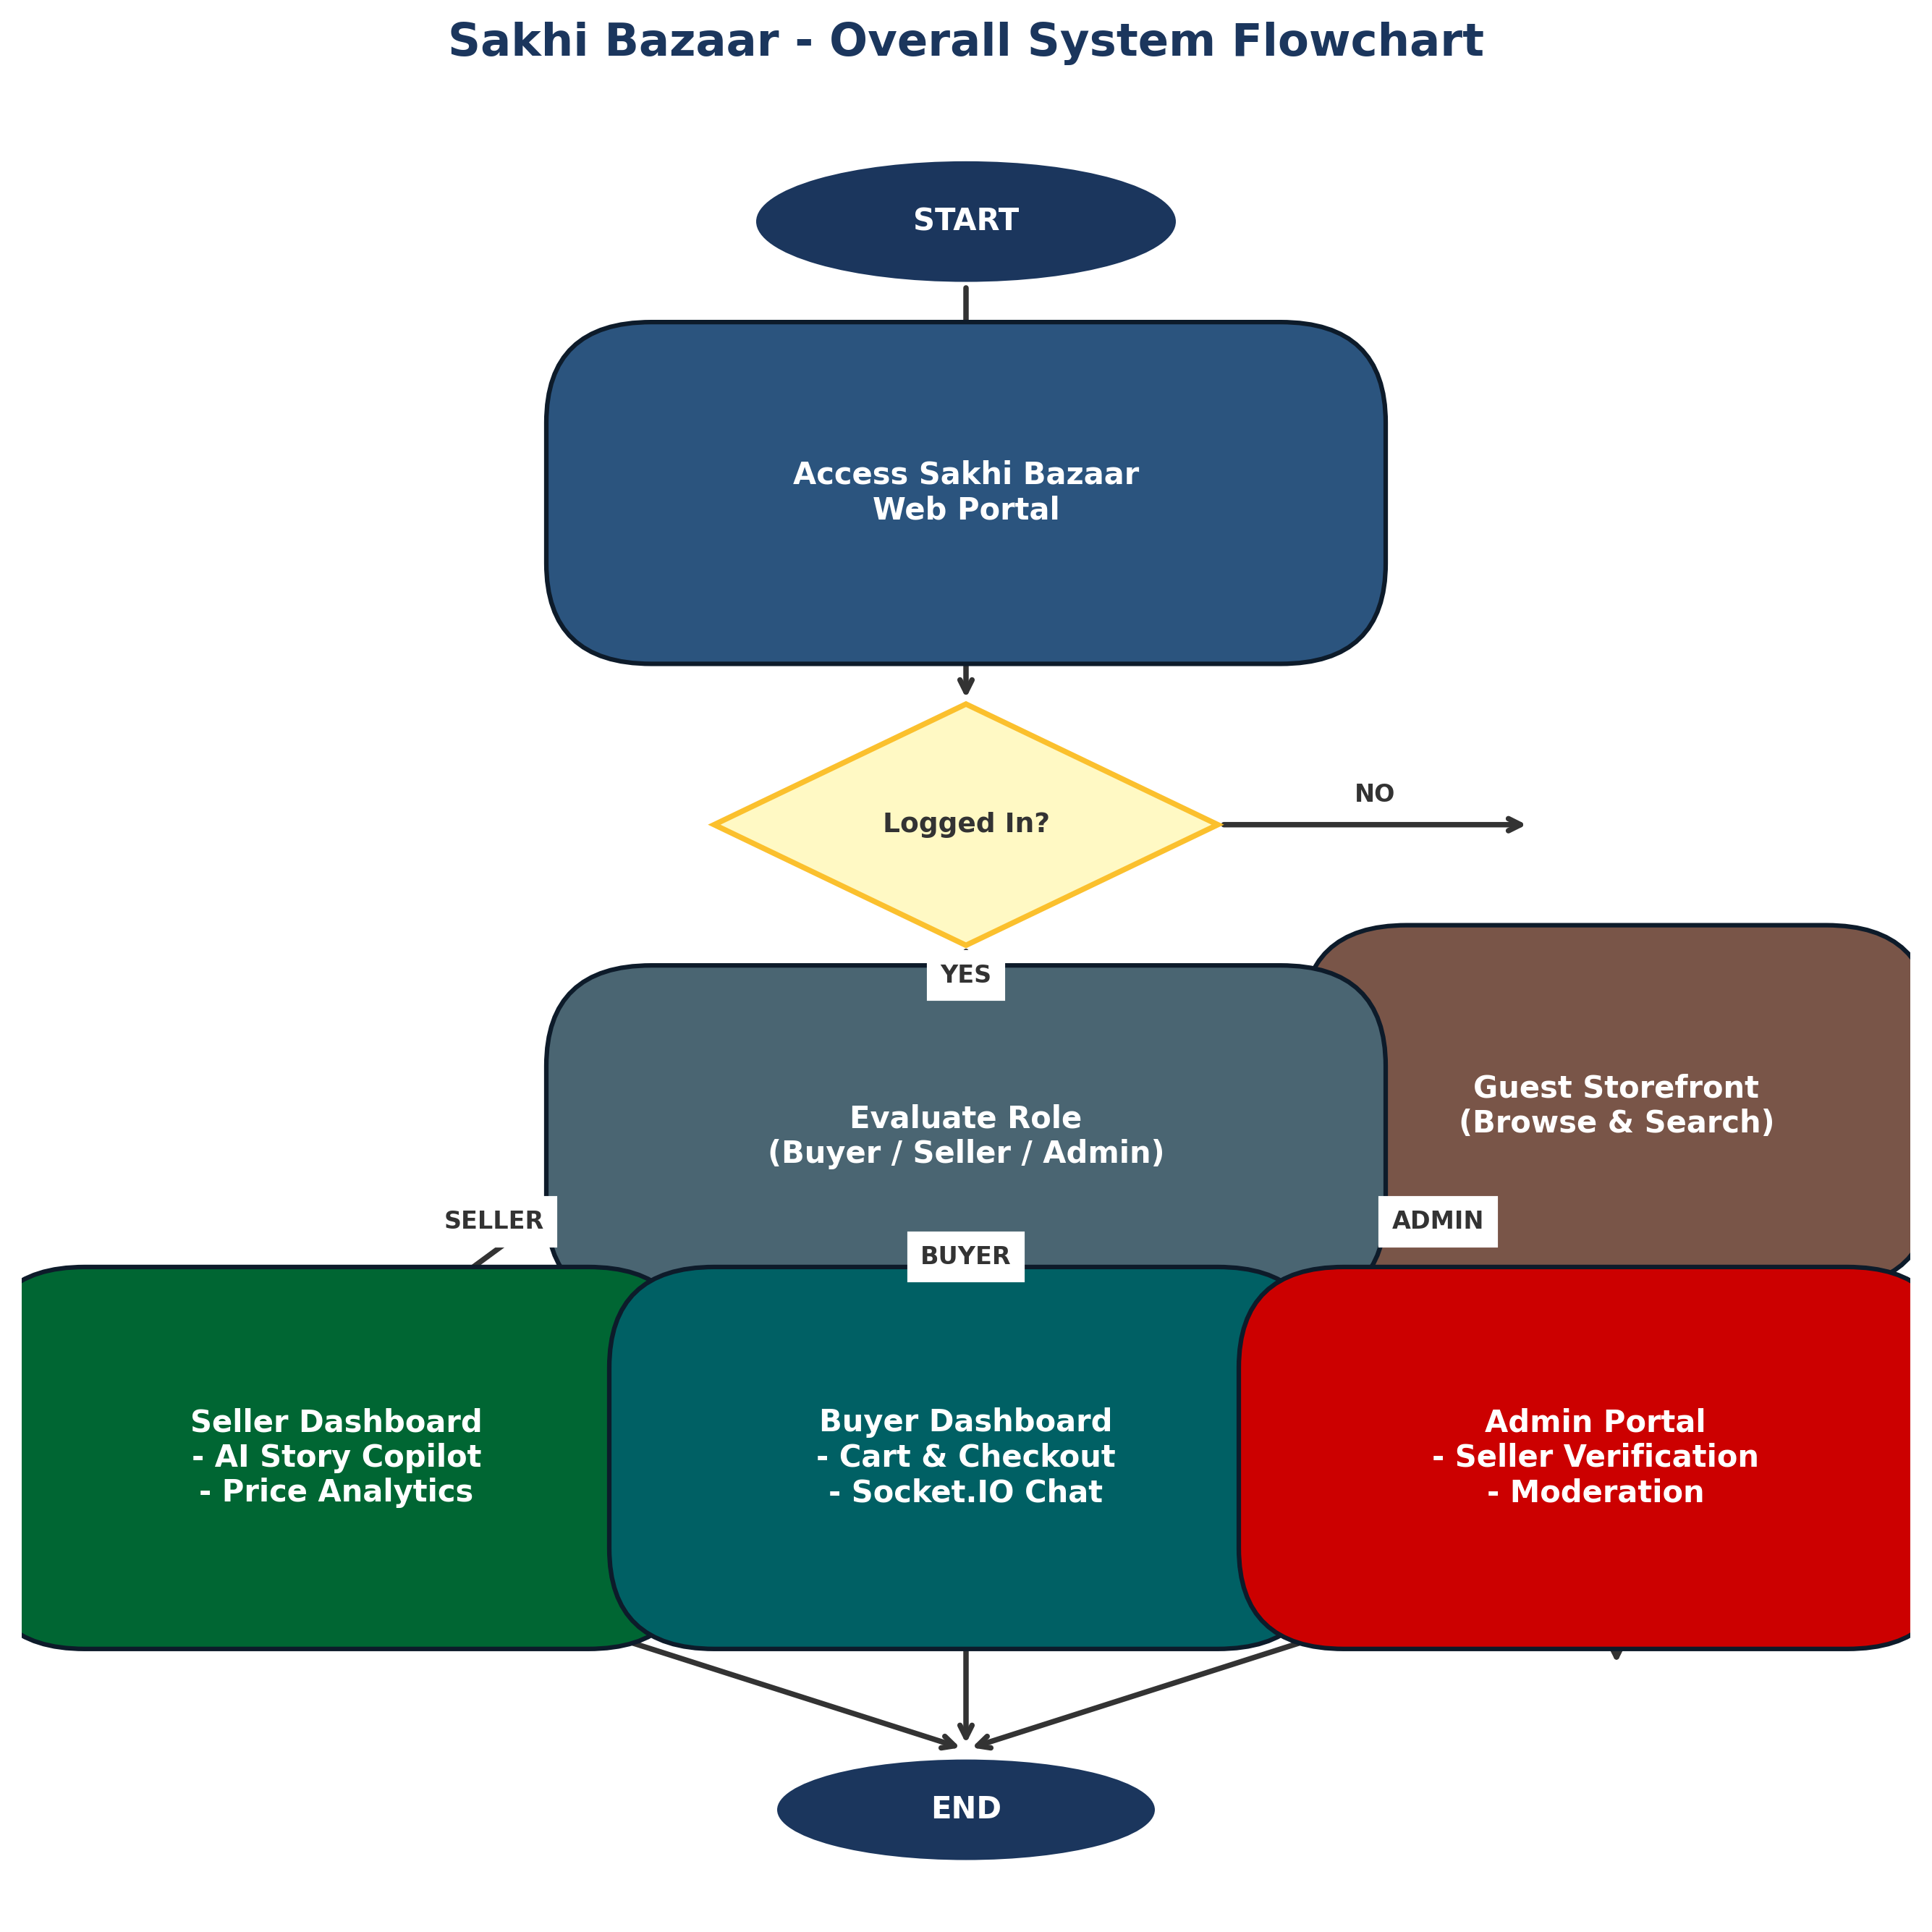 Sakhi Bazaar - Overall System Flowchart
START
Access Sakhi Bazaar
Web Portal
Logged In?
NO
YES
Guest Storefront
(Browse & Search)
Evaluate Role
(Buyer / Seller / Admin)
SELLER
BUYER
ADMIN
Seller Dashboard
- AI Story Copilot
- Price Analytics
Buyer Dashboard
- Cart & Checkout
- Socket.IO Chat
Admin Portal
- Seller Verification
- Moderation
END